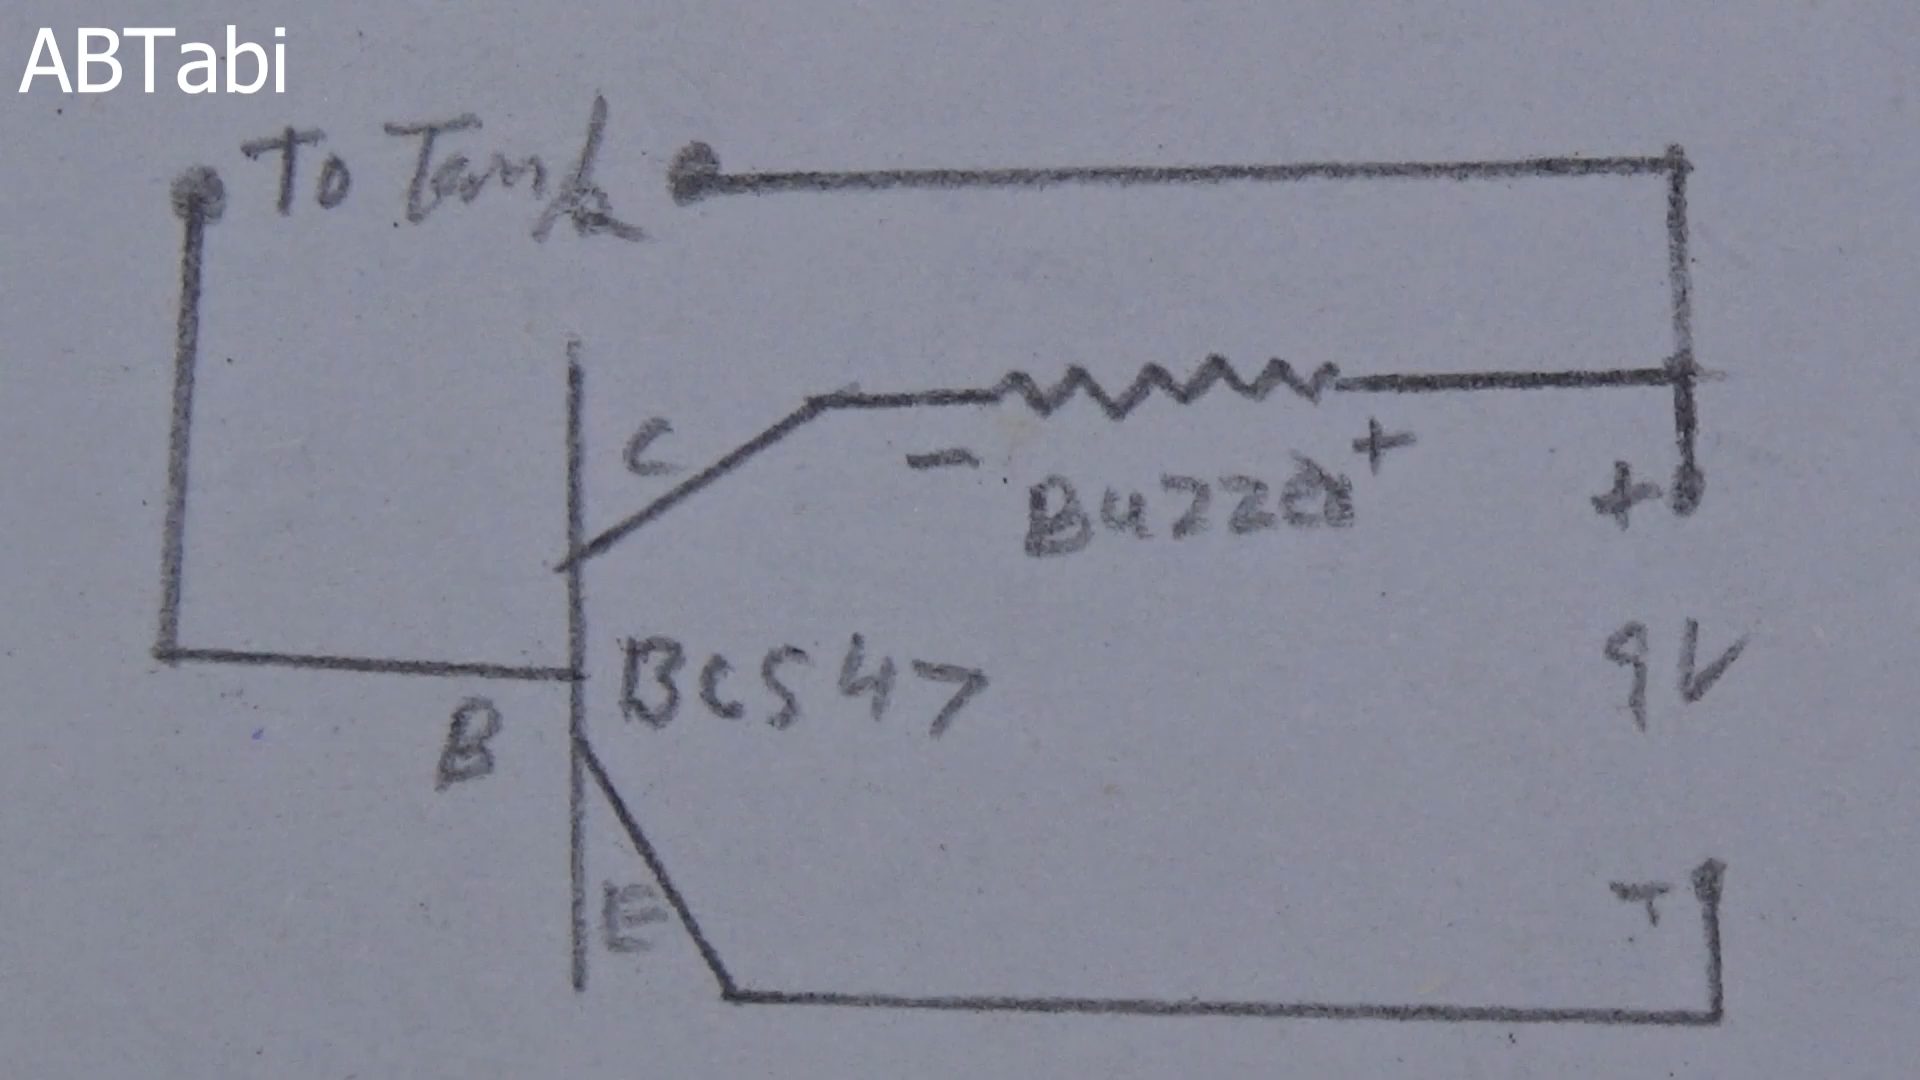 ABTabi
To Tank
C
- +
Buzzer
+
BC547
9V
B
E
-